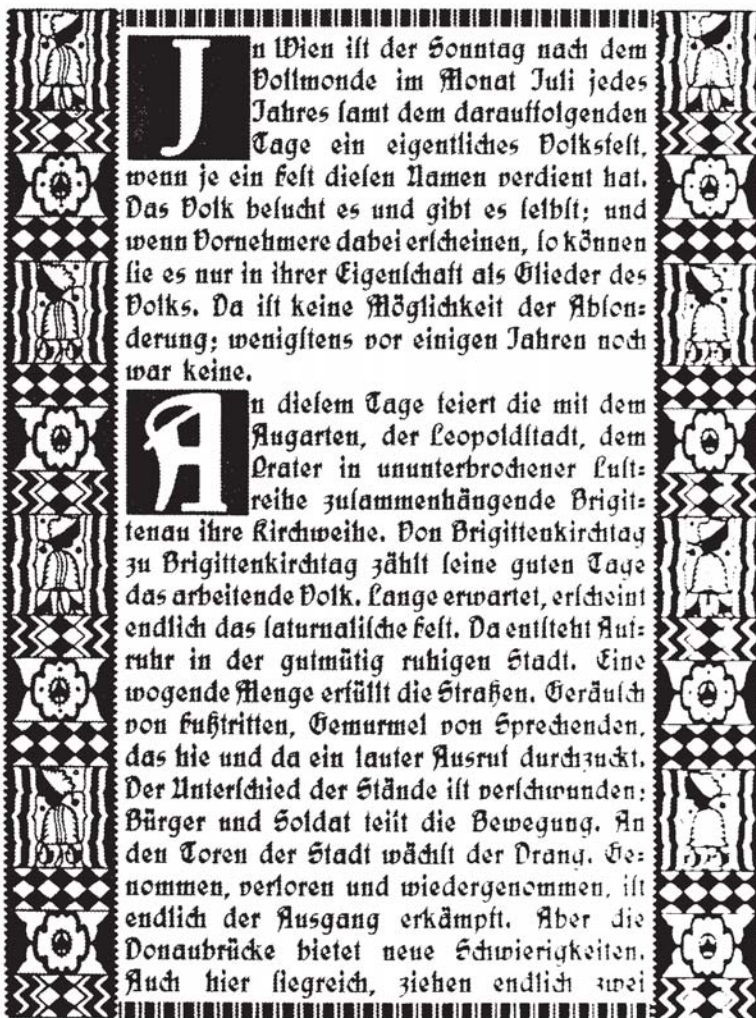 In Wien ist der Sonntag nach dem
Vollmonde im Monat Juli jedes
Jahres samt dem darauffolgenden
Tage ein eigentliches Volksfest,
wenn je ein Fest diesen Namen verdient hat.
Das Volk besucht es und gibt es selbst; und
wenn Vornehmere dabei erscheinen, so können
sie es nur in ihrer Eigenschaft als Glieder des
Volks. Da ist keine Möglichkeit der Abson-
derung; wenigstens vor einigen Jahren noch
war keine.
An diesem Tage feiert die mit dem
Augarten, der Leopoldstadt, dem
Prater in ununterbrochener Lust-
reihe zusammenhängende Brigit-
tenau ihre Kirchweihe. Von Brigittenkirchtag
zu Brigittenkirchtag zählt seine guten Tage
das arbeitende Volk. Lange erwartet, erscheint
endlich das saturnalische Fest. Da entsteht Auf-
ruhr in der gutmütig ruhigen Stadt. Eine
wogende Menge erfüllt die Straßen. Geräusch
von Fußtritten, Gemurmel von Sprechenden,
das hie und da ein lauter Ausruf durchzuckt.
Der Unterschied der Stände ist verschwunden;
Bürger und Soldat teilt die Bewegung. An
den Toren der Stadt wächst der Drang. Ge-
nommen, verloren und wiedergenommen, ist
endlich der Ausgang erkämpft. Aber die
Donaubrücke bietet neue Schwierigkeiten.
Auch hier siegreich, ziehen endlich zwei